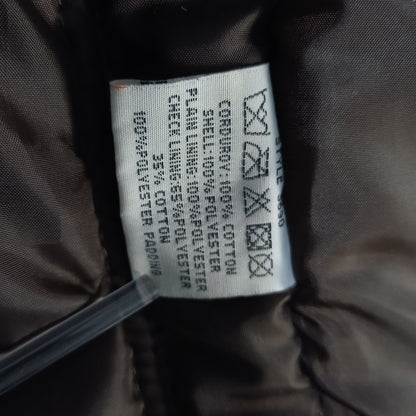 CORDUROY:100% COTTON
SHELL:100% POLYESTER
PLAIN LINING:100%POLYESTER
CHECK LINING:65%POLYESTER
35% COTTON
100%POLYESTER PADDING